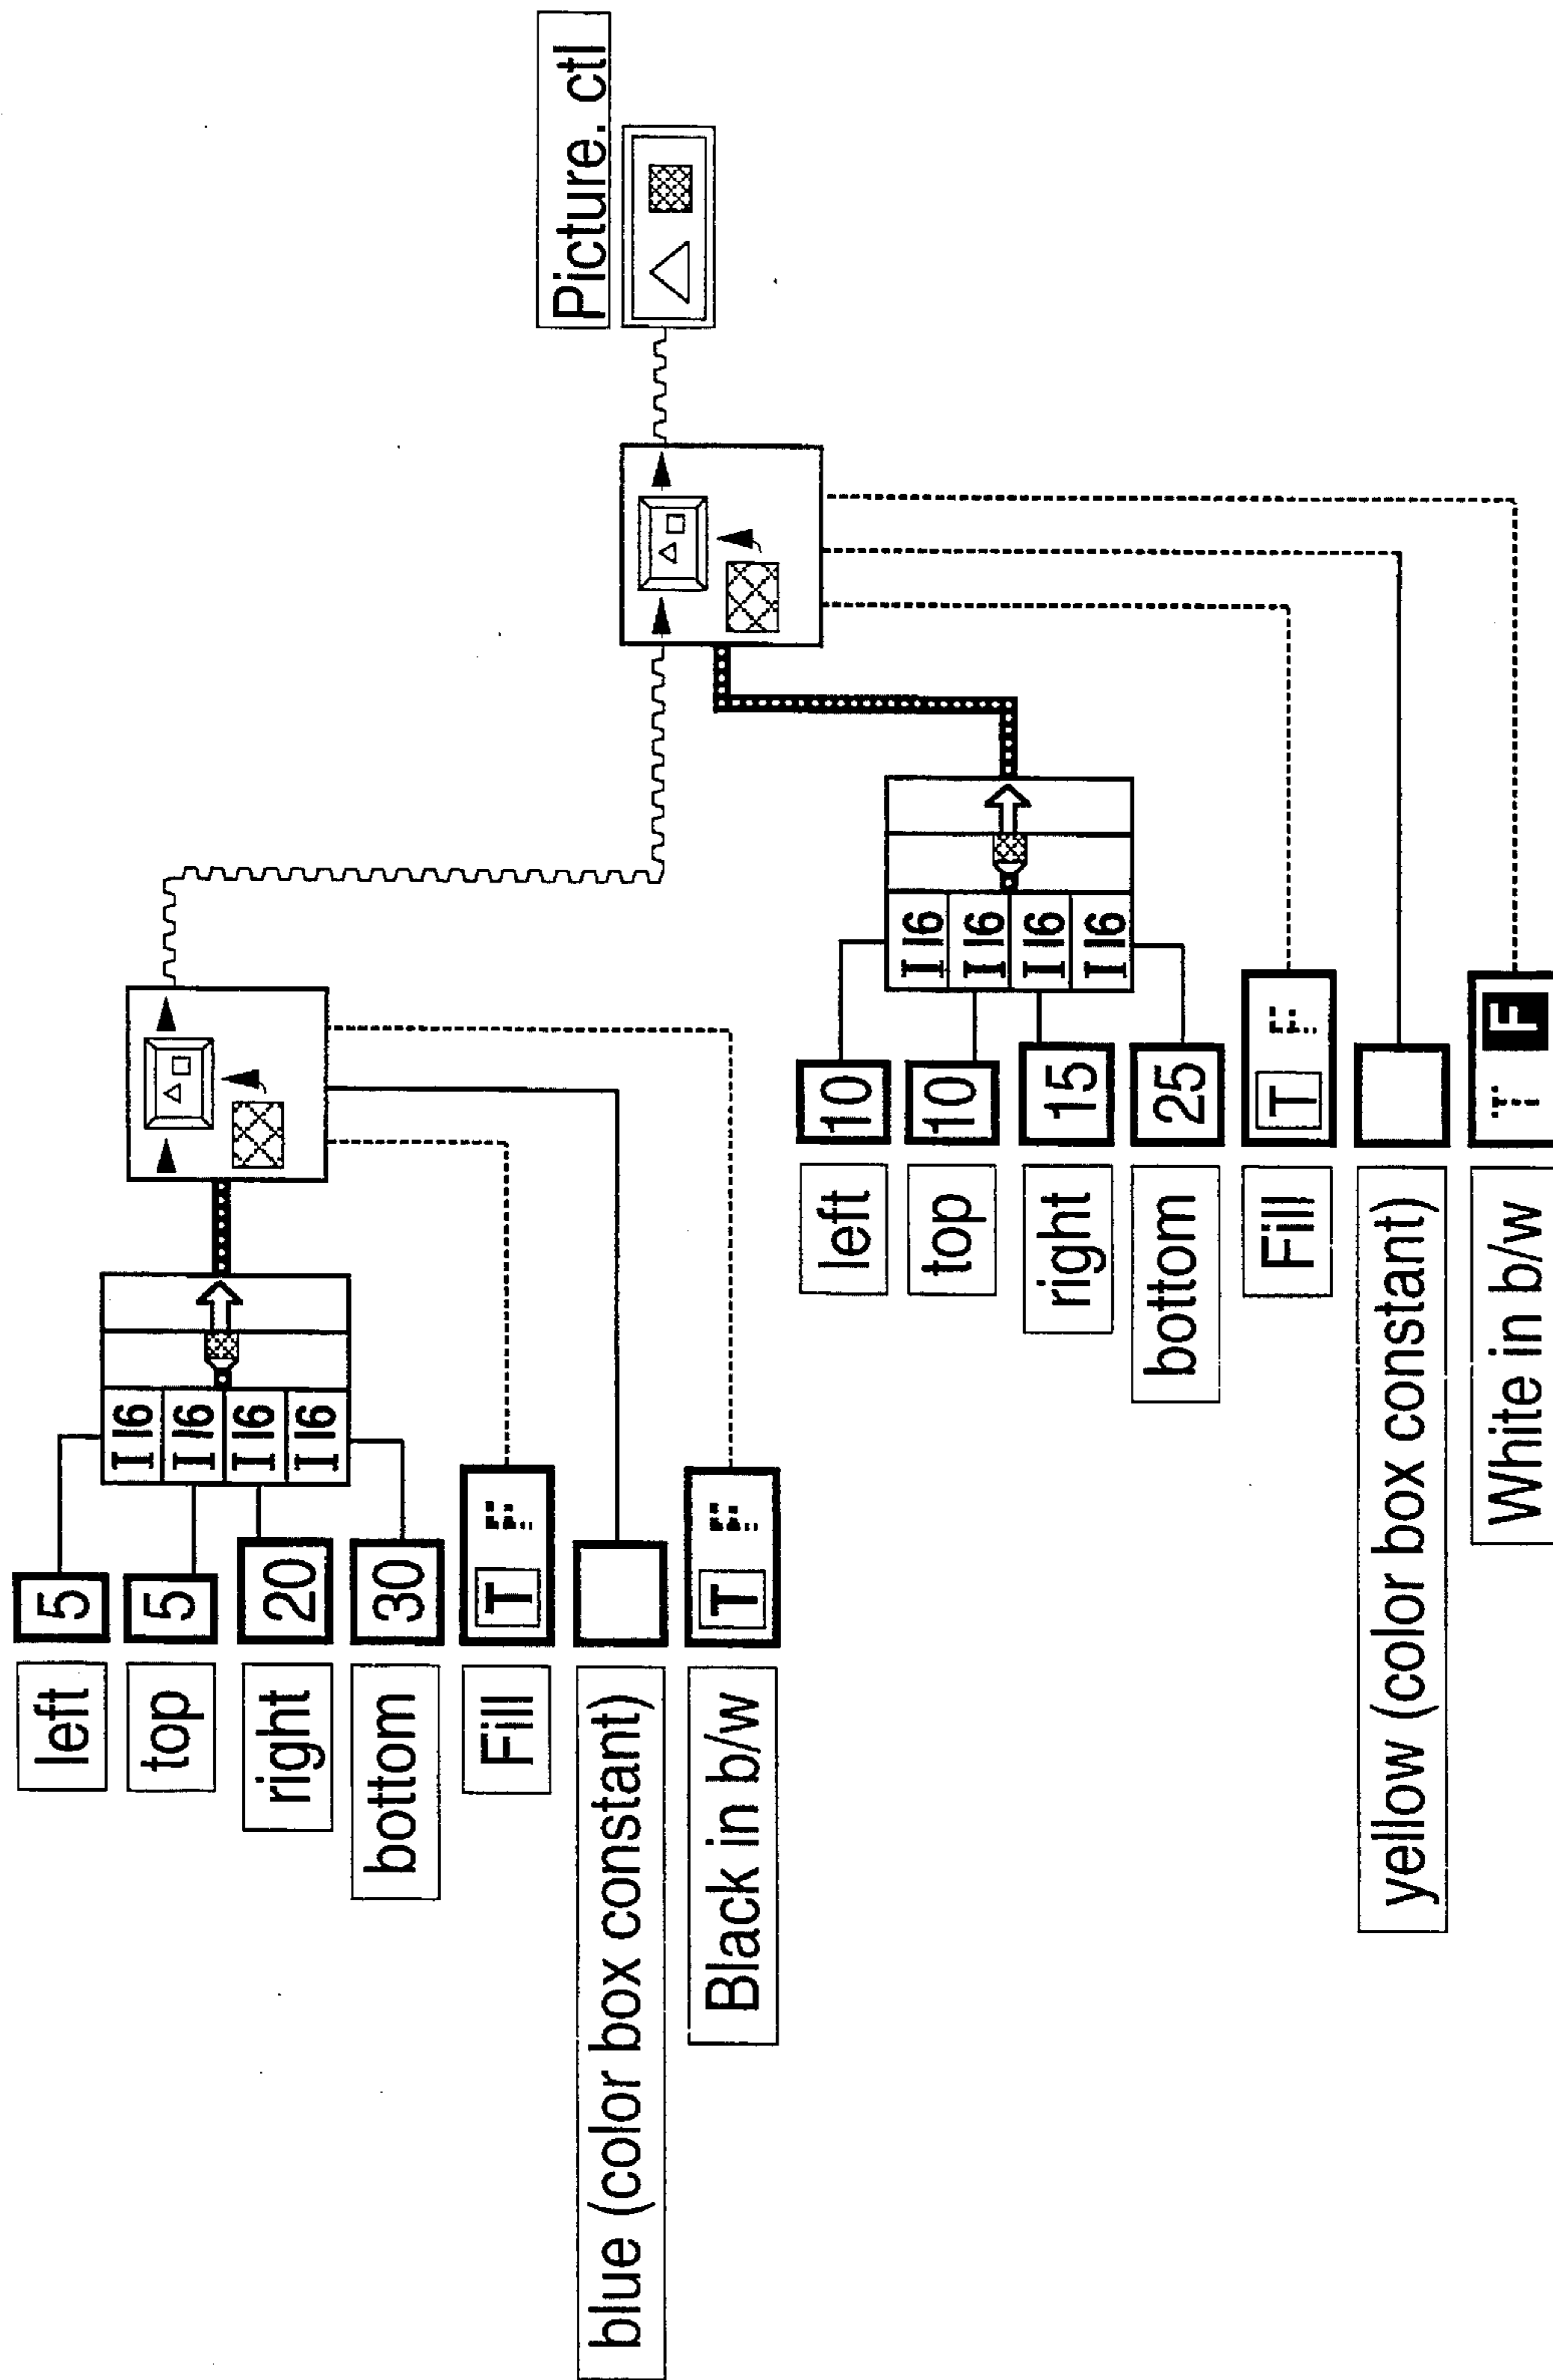 left 5
top 5
right 20
bottom 30
I16
I16
I16
I16
Fill T F
blue (color box constant)
Black in b/w T F
left 10
top 10
right 15
bottom 25
I16
I16
I16
I16
Fill T F
yellow (color box constant)
White in b/w T F
Picture. ctl